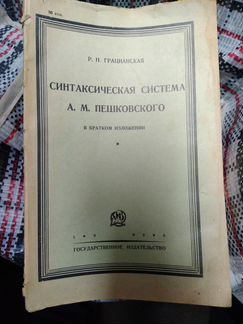 Р. Н. ГРАЦИАНСКАЯ
СИНТАКСИЧЕСКАЯ СИСТЕМА
А. М. ПЕШКОВСКОГО
В КРАТКОМ ИЗЛОЖЕНИИ
ГОСУДАРСТВЕННОЕ ИЗДАТЕЛЬСТВО